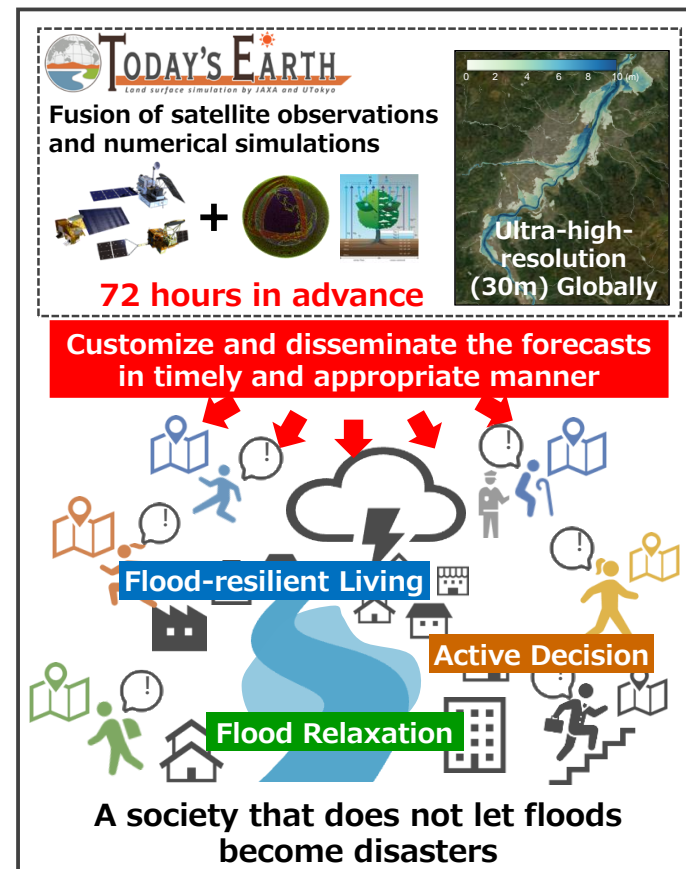 TODAY'S EARTH
Land surface simulation by JAXA and UTokyo
Fusion of satellite observations
and numerical simulations
+
72 hours in advance
0 2 4 6 8 10 (m)
Ultra-high-
resolution
(30m) Globally
Customize and disseminate the forecasts
in timely and appropriate manner
!
!
!
!
!
!
Flood-resilient Living
Active Decision
Flood Relaxation
A society that does not let floods
become disasters